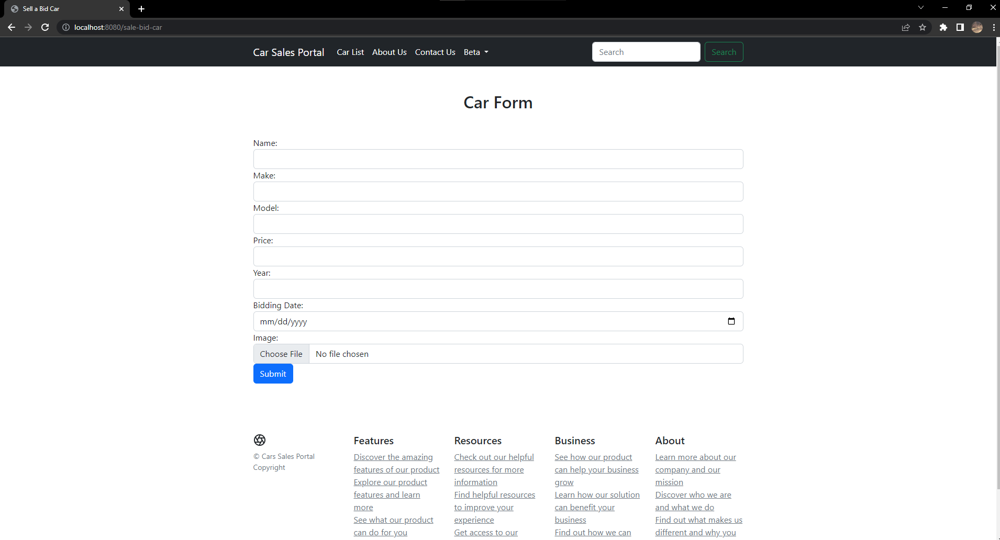 Sell a Bid Car
localhost:8080/sale-bid-car
Car Sales Portal
Car List
About Us
Contact Us
Beta
Search
Search
Car Form
Name:
Make:
Model:
Price:
Year:
Bidding Date:
mm/dd/yyyy
Image:
Choose File
No file chosen
Submit
© Cars Sales Portal
Copyright
Features
Discover the amazing
features of our product
Explore our product
features and learn
more
See what our product
can do for you
Resources
Check out our helpful
resources for more
information
Find helpful resources
to improve your
experience
Get access to our
Business
See how our product
can help your business
grow
Learn how our solution
can benefit your
business
Find out how we can
About
Learn more about our
company and our
mission
Discover who we are
and what we do
Find out what makes us
different and why you